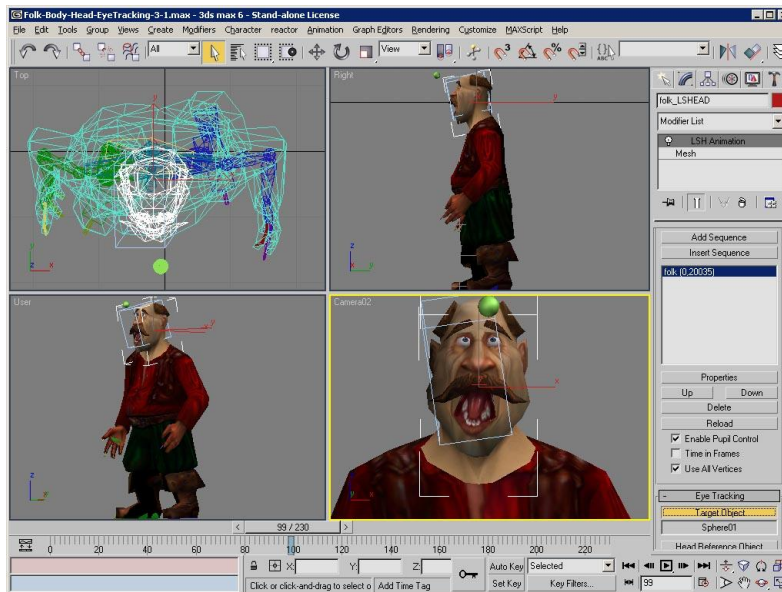 Folk-Body-Head-EyeTracking-3-1.max - 3ds max 6 - Stand-alone License
File Edit Tools Group Views Create Modifiers Character reactor Animation Graph Editors Rendering Customize MAXScript Help
All
View
Top
Right
User
Camera02
folk_LSHEAD
Modifier List
LSH Animation
Mesh
Add Sequence
Insert Sequence
folk (0,20035)
Properties
Up Down
Delete
Reload
Enable Pupil Control
Time in Frames
Use All Vertices
- Eye Tracking
Target Object
Sphere01
Head Reference Object
< 99 / 230 >
0 20 40 60 80 100 120 140 160 180 200 220
X: Y: Z:
Auto Key Selected
Click or click-and-drag to select o Add Time Tag
Set Key Key Filters...
99